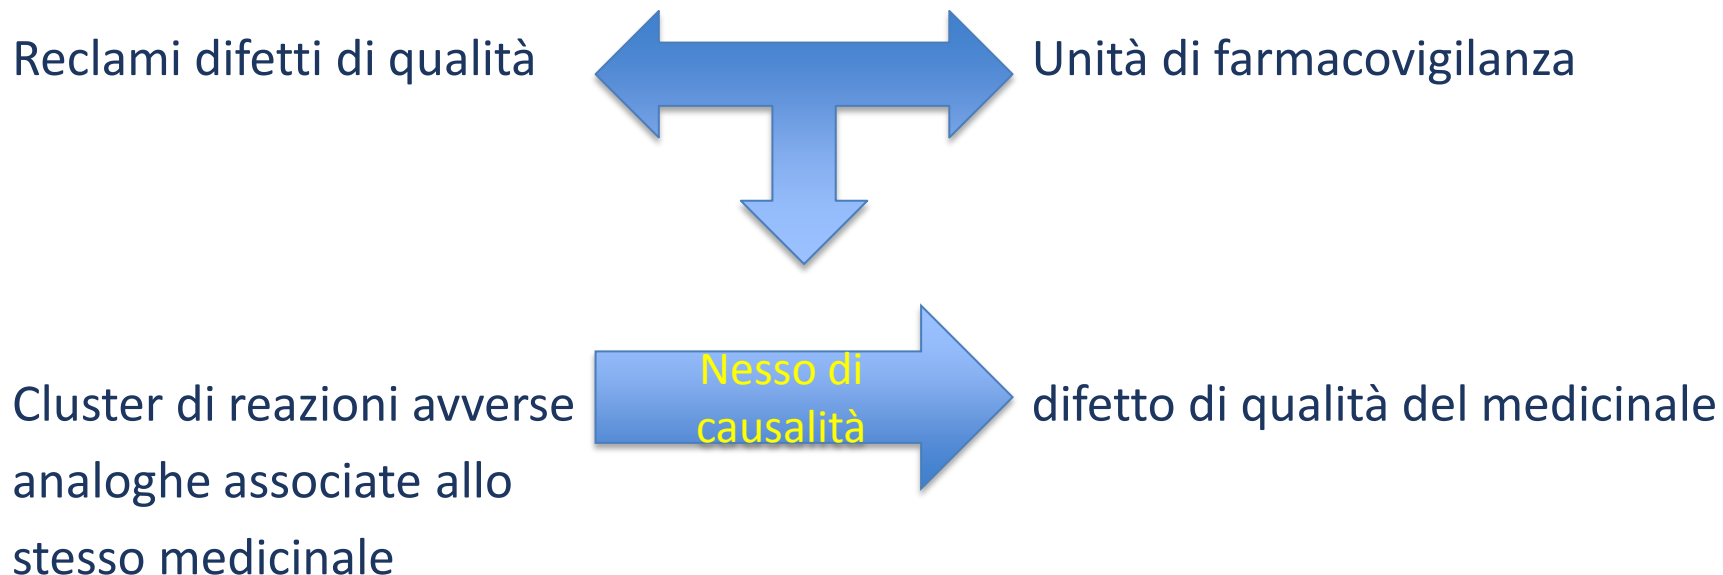 Reclami difetti di qualità
Unità di farmacovigilanza
Nesso di
causalità
Cluster di reazioni avverse
analoghe associate allo
stesso medicinale
difetto di qualità del medicinale